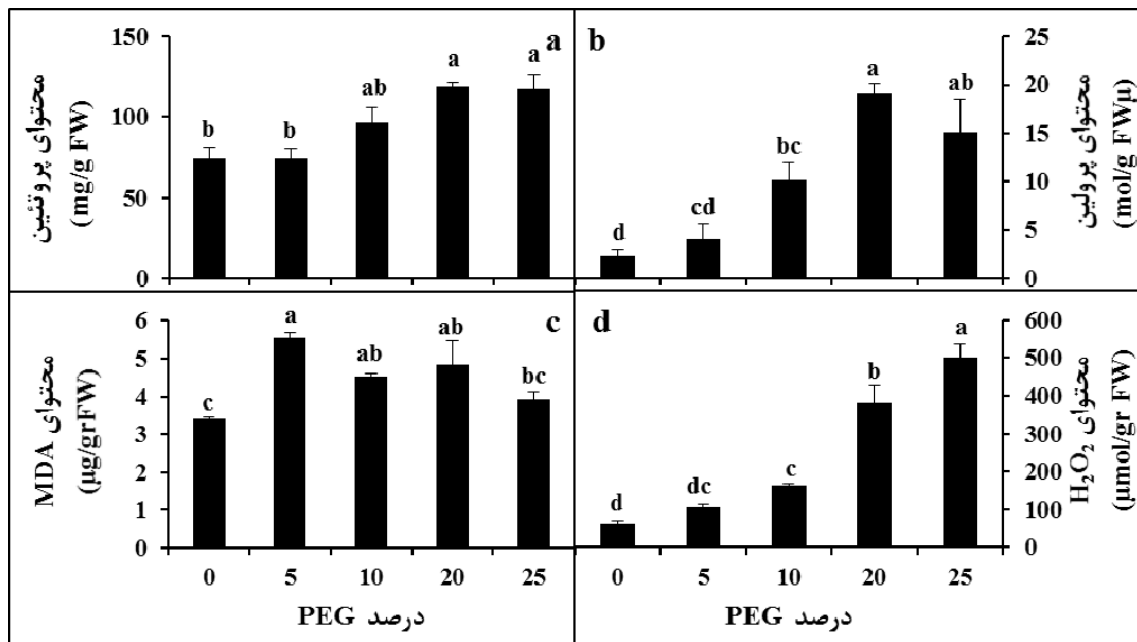 a
محتوای پروتئین
(mg/g FW)
150
100
50
0
b
b
ab
a
a
b
محتوای پرولین
(mol/g FWµ
25
20
15
10
5
0
d
cd
bc
a
ab
c
محتوای MDA
(µg/grFW)
6
5
4
3
2
1
0
c
a
ab
ab
bc
0 5 10 20 25
درصد PEG
d
محتوای H₂O₂
(µmol/gr FW)
600
500
400
300
200
100
0
d
dc
c
b
a
0 5 10 20 25
درصد PEG